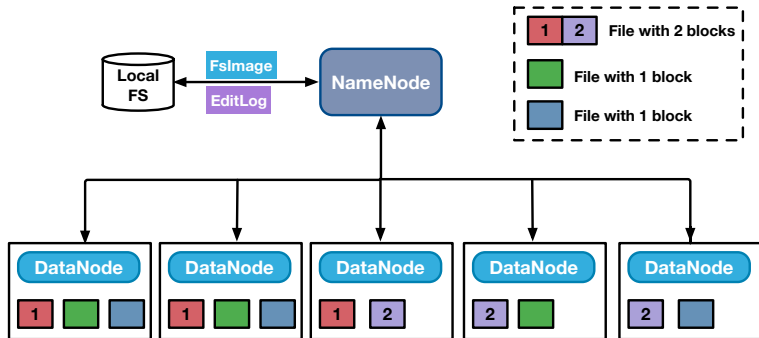 1 2 File with 2 blocks
FsImage
Local
FS
NameNode
EditLog
File with 1 block
File with 1 block
DataNode DataNode DataNode DataNode DataNode
1 1 1 2 2 2